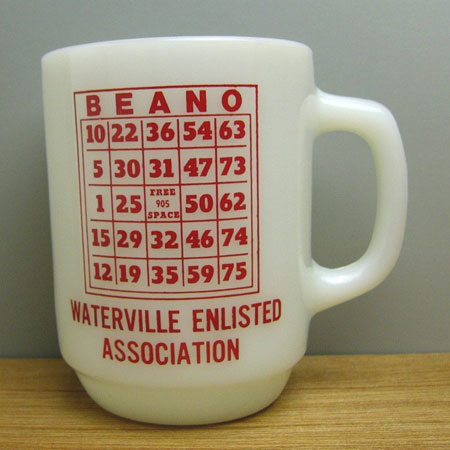 BEANO
10 22 36 54 63
5 30 31 47 73
1 25 FREE 905 SPACE 50 62
15 29 32 46 74
12 19 35 59 75
WATERVILLE ENLISTED
ASSOCIATION